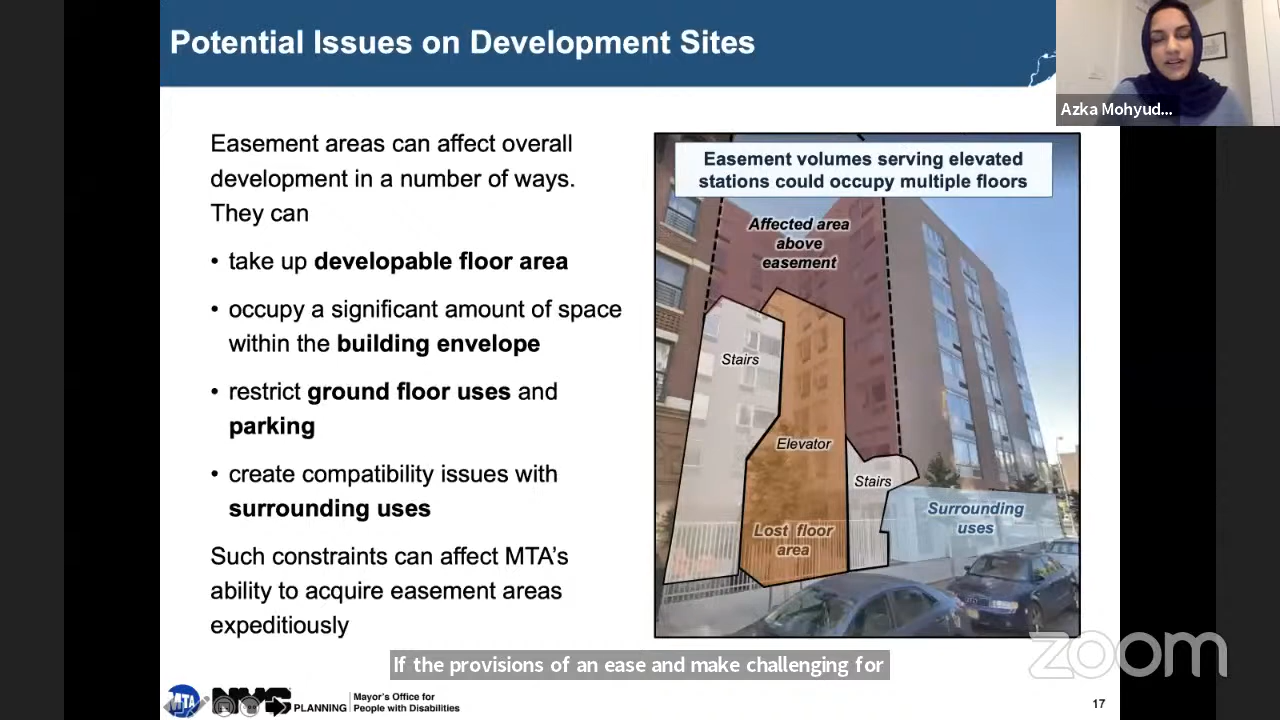 Potential Issues on Development Sites
Azka Mohyud...
Easement areas can affect overall
development in a number of ways.
They can
• take up developable floor area
• occupy a significant amount of space
within the building envelope
• restrict ground floor uses and
parking
• create compatibility issues with
surrounding uses
Such constraints can affect MTA's
ability to acquire easement areas
expeditiously
Easement volumes serving elevated
stations could occupy multiple floors
Affected area
above
easement
Stairs
Elevator
Stairs
Lost floor
area
Surrounding
uses
If the provisions of an ease and make challenging for
zoom
MTA
NYC
PLANNING
Mayor's Office for
People with Disabilities
17